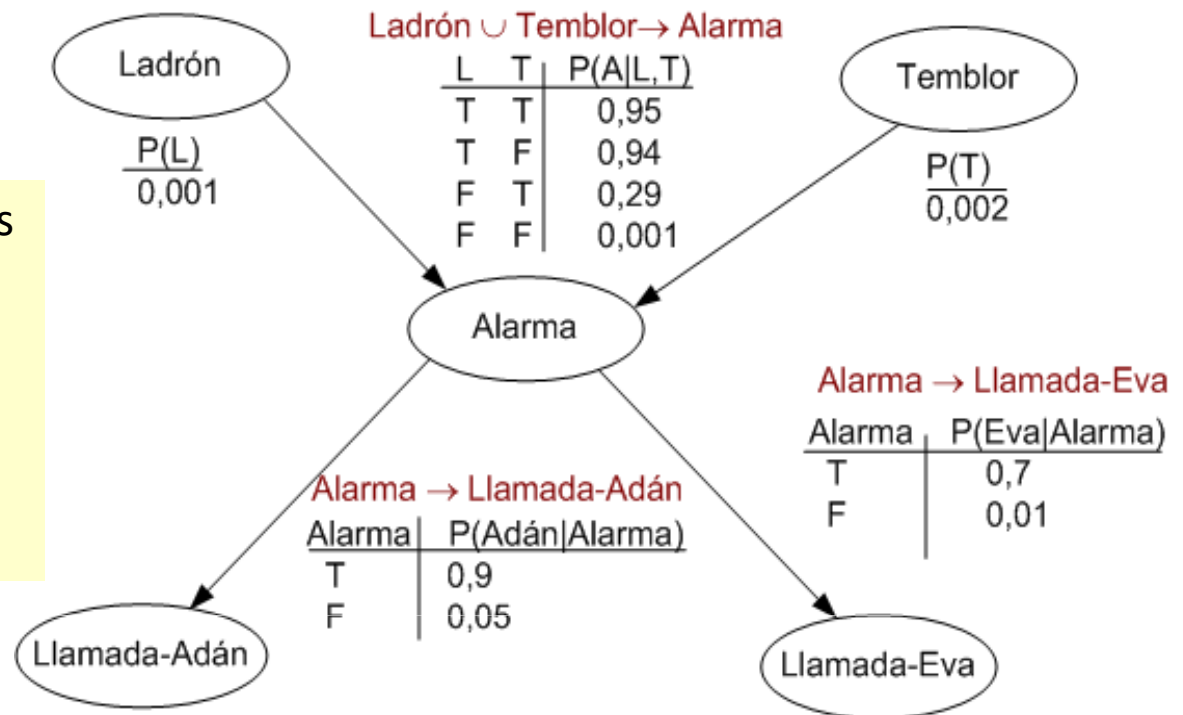 Ladrón ∪ Temblor→ Alarma
Ladrón
Temblor
L T P(A|L,T)
T T 0,95
T F 0,94
F T 0,29
F F 0,001
P(L)
0,001
P(T)
0,002
s
Alarma
Alarma → Llamada-Eva
Alarma P(Eva|Alarma)
T 0,7
F 0,01
Alarma → Llamada-Adán
Alarma P(Adán|Alarma)
T 0,9
F 0,05
Llamada-Adán
Llamada-Eva